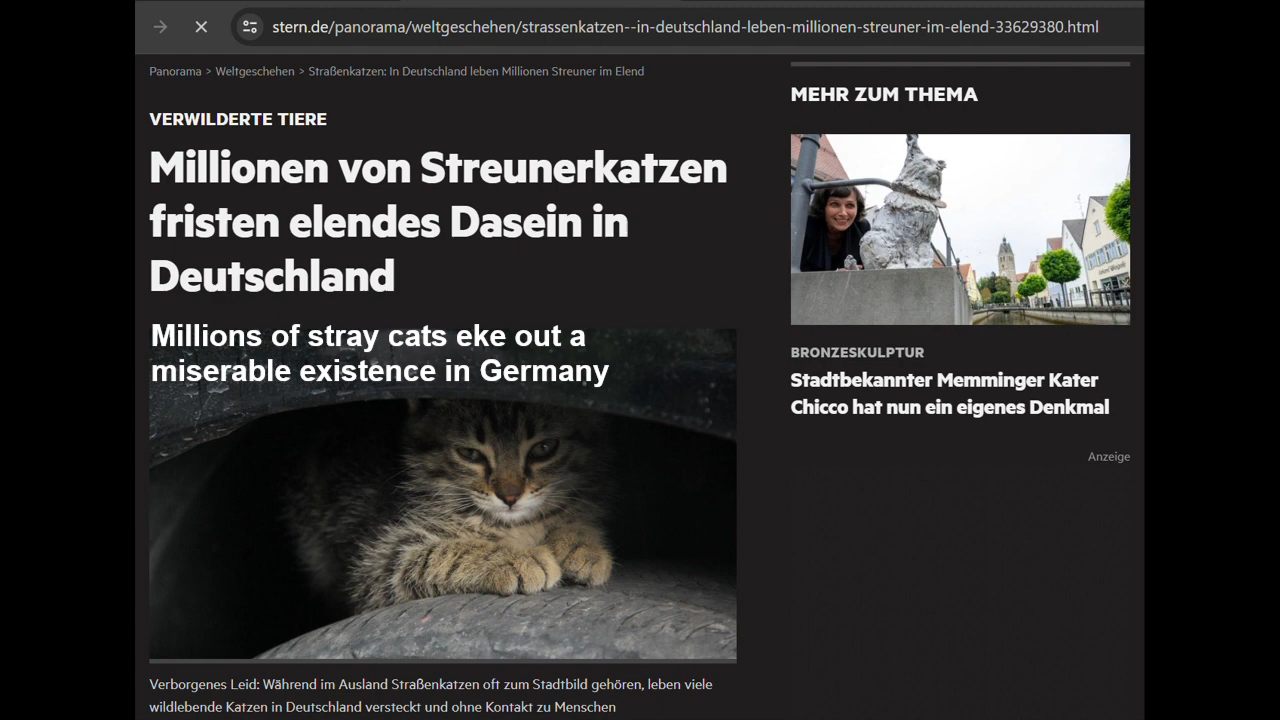 stern.de/panorama/weltgeschehen/strassenkatzen--in-deutschland-leben-millionen-streuner-im-elend-33629380.html
Panorama > Weltgeschehen > Straßenkatzen: In Deutschland leben Millionen Streuner im Elend
VERWILDERTE TIERE
Millionen von Streunerkatzen
fristen elendes Dasein in
Deutschland
Millions of stray cats eke out a
miserable existence in Germany
Verborgenes Leid: Während im Ausland Straßenkatzen oft zum Stadtbild gehören, leben viele
wildlebende Katzen in Deutschland versteckt und ohne Kontakt zu Menschen
MEHR ZUM THEMA
BRONZESKULPTUR
Stadtbekannter Memminger Kater
Chicco hat nun ein eigenes Denkmal
Anzeige